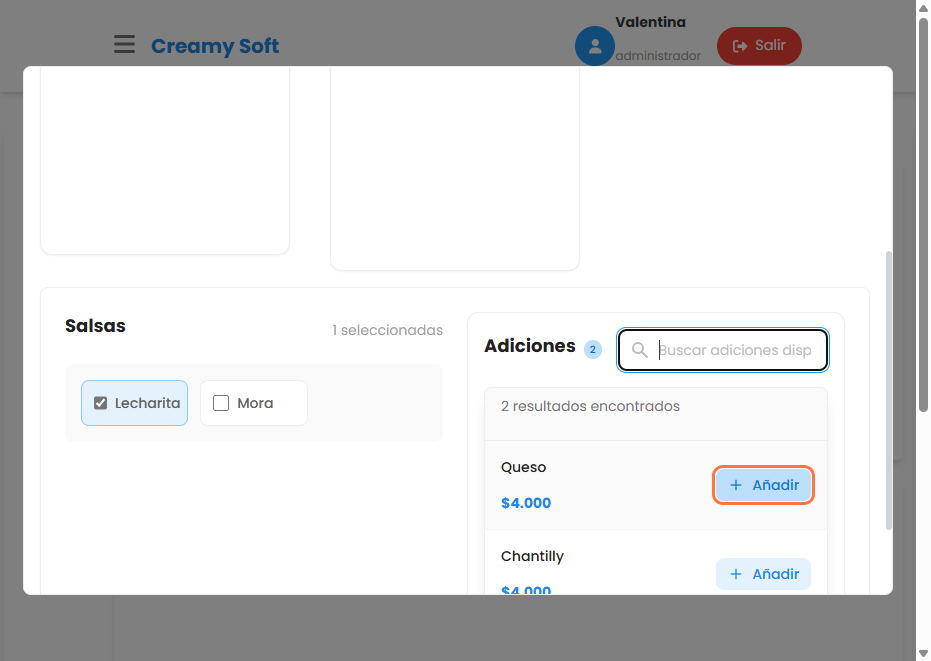 Creamy Soft
Valentina
administrador
Salir
Salsas
1 seleccionadas
Lecharita
Mora
Adiciones 2
Buscar adiciones disp
2 resultados encontrados
Queso
$4.000
+ Añadir
Chantilly
$4.000
+ Añadir